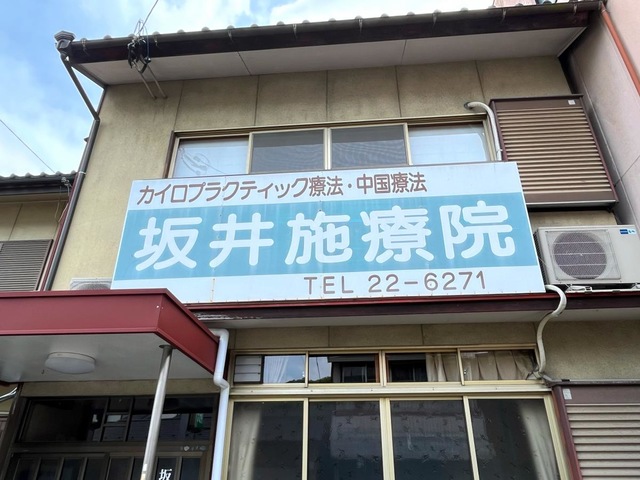 カイロプラクティック療法・中国療法
坂井施療院
TEL 22-6271
坂